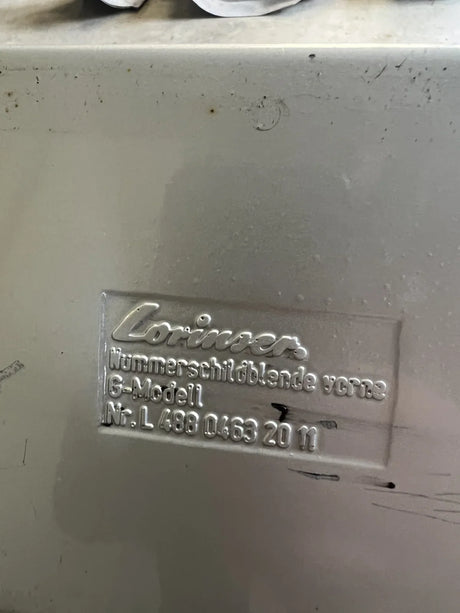 Lorinser
Nummerschildblende vorne
G-Modell
Nr. L 488 0463 20 11